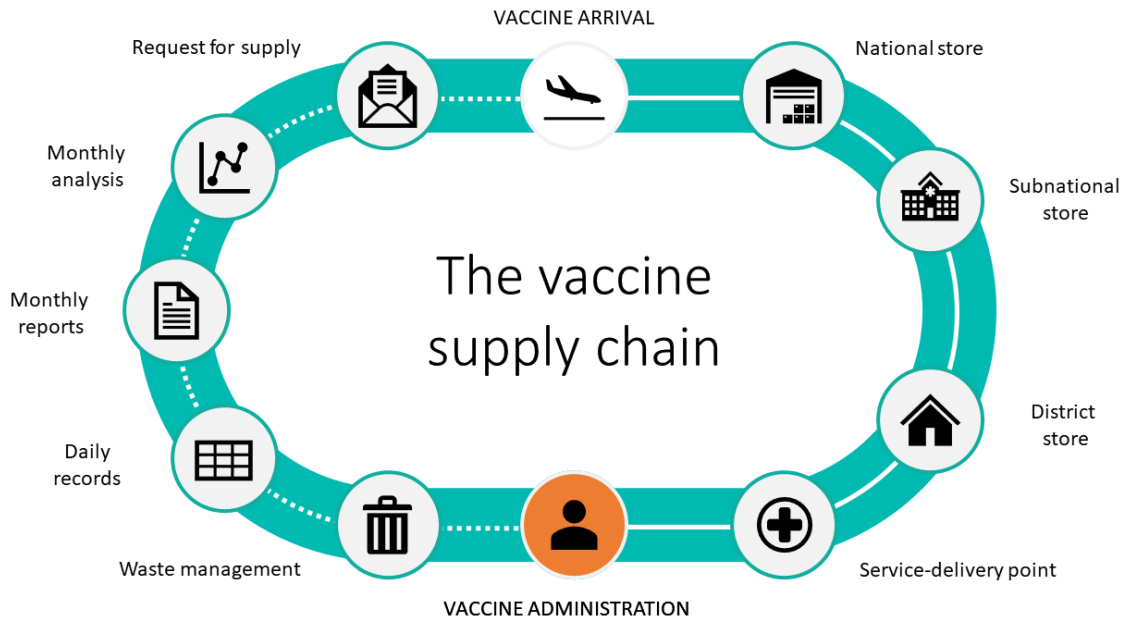 VACCINE ARRIVAL
Request for supply
National store
Monthly
analysis
Subnational
store
The vaccine
supply chain
Monthly
reports
District
store
Daily
records
Waste management
Service-delivery point
VACCINE ADMINISTRATION